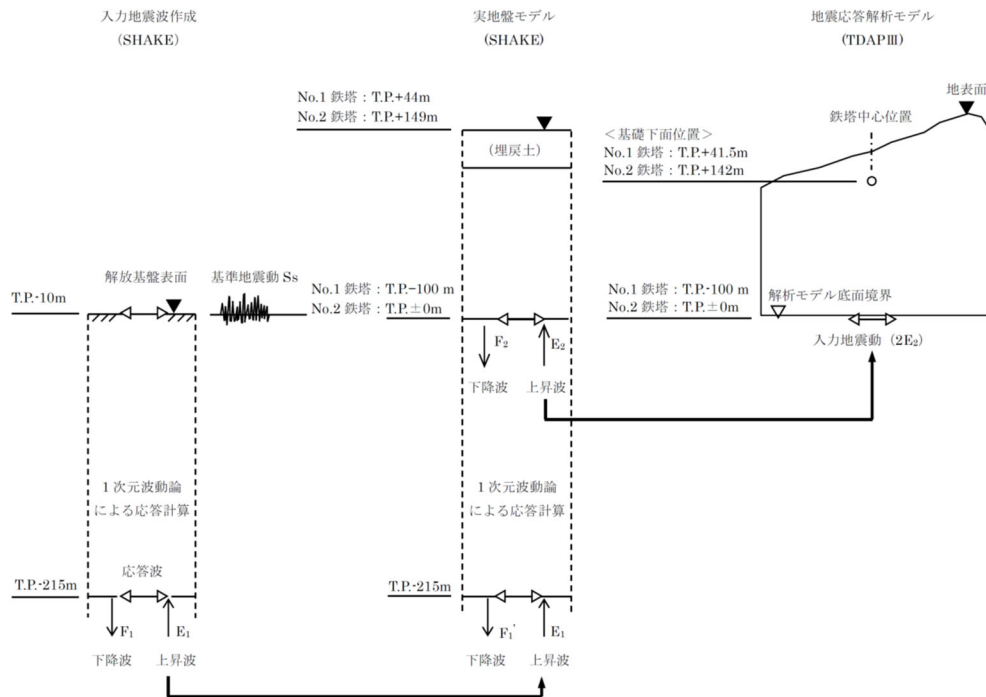 入力地震波作成
(SHAKE)
T.P.-10m
解放基盤表面
基準地震動 Ss
1 次元波動論
による応答計算
T.P.-215m
応答波
F₁
E₁
下降波
上昇波
実地盤モデル
(SHAKE)
No.1 鉄塔：T.P.+44m
No.2 鉄塔：T.P.+149m
(埋戻土)
No.1 鉄塔：T.P.−100 m
No.2 鉄塔：T.P.±0m
F₂
E₂
下降波
上昇波
1 次元波動論
による応答計算
T.P.-215m
F₁'
E₁
下降波
上昇波
地震応答解析モデル
(TDAPⅢ)
地表面
鉄塔中心位置
＜基礎下面位置＞
No.1 鉄塔：T.P.+41.5m
No.2 鉄塔：T.P.+142m
No.1 鉄塔：T.P.-100 m
No.2 鉄塔：T.P.±0m
解析モデル底面境界
入力地震動（2E₂）